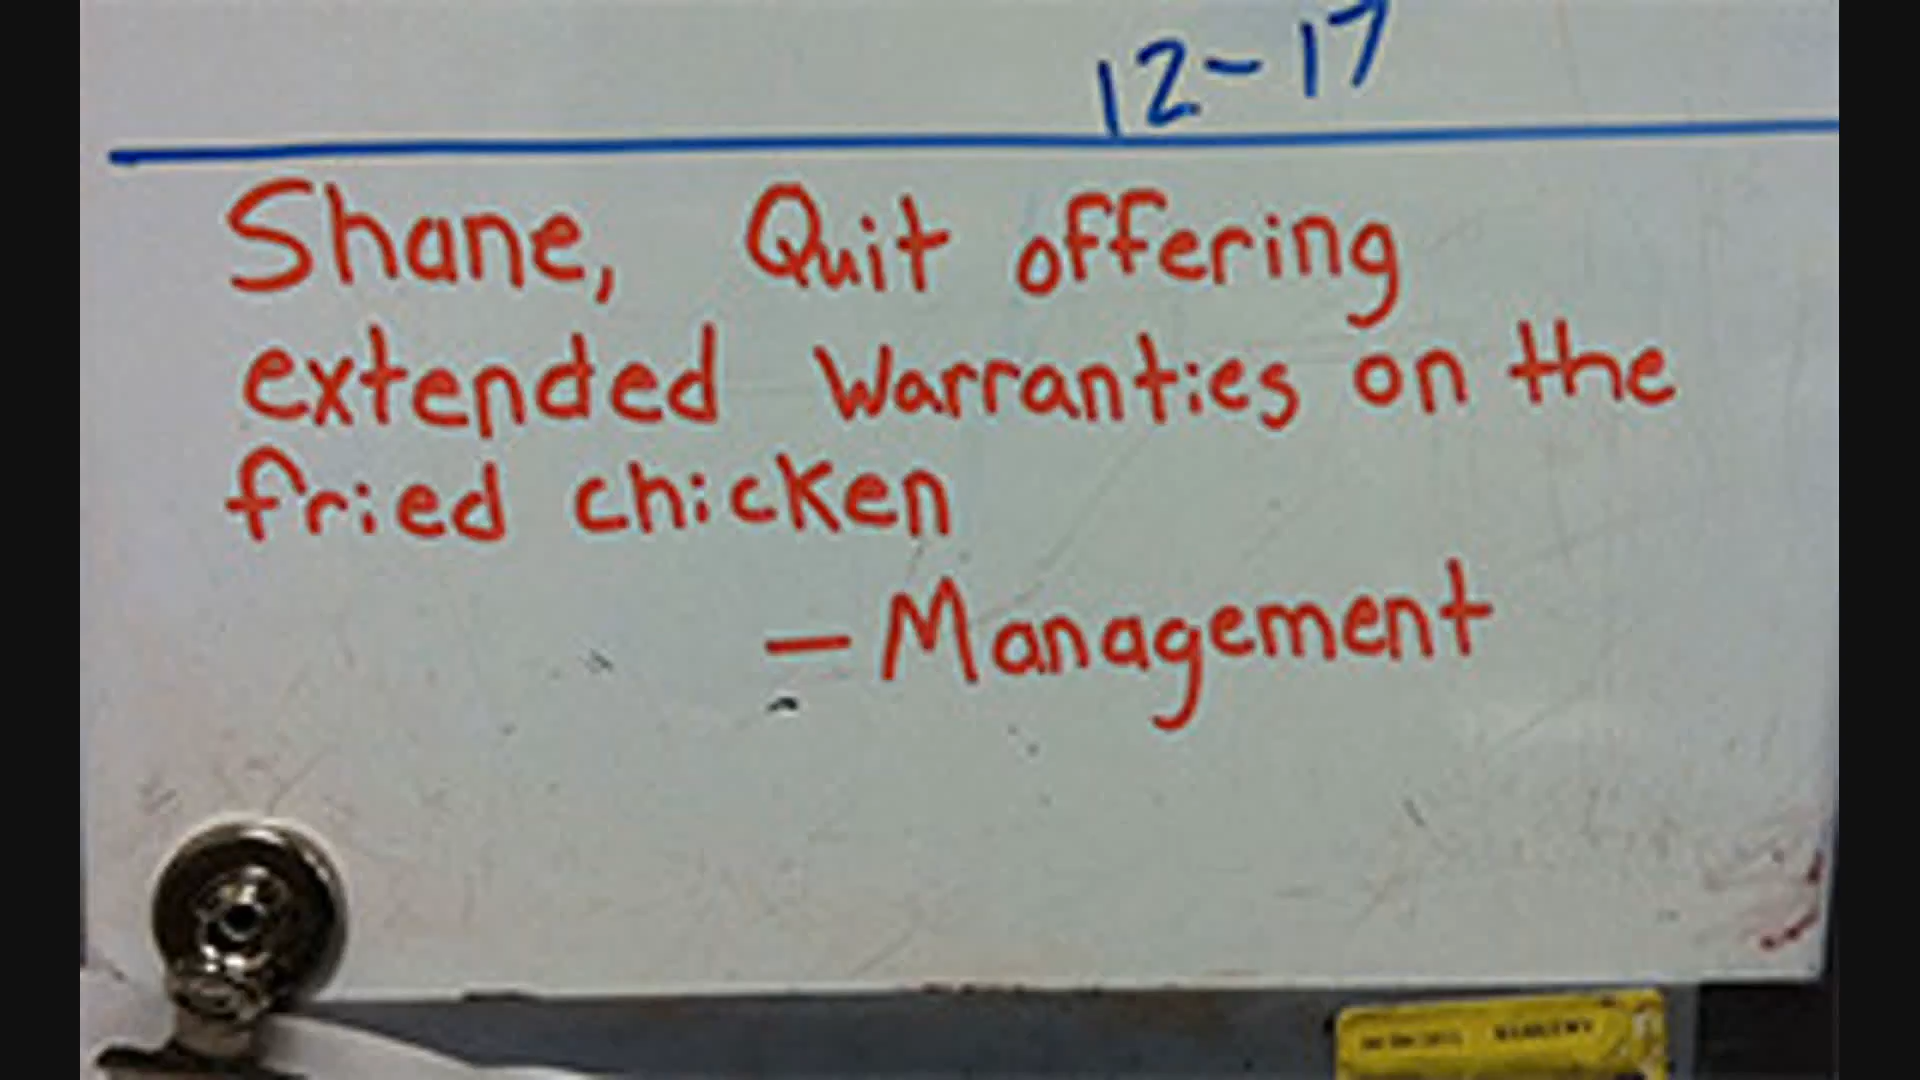 12-17
Shane, Quit offering
extended warranties on the
fried chicken
- Management